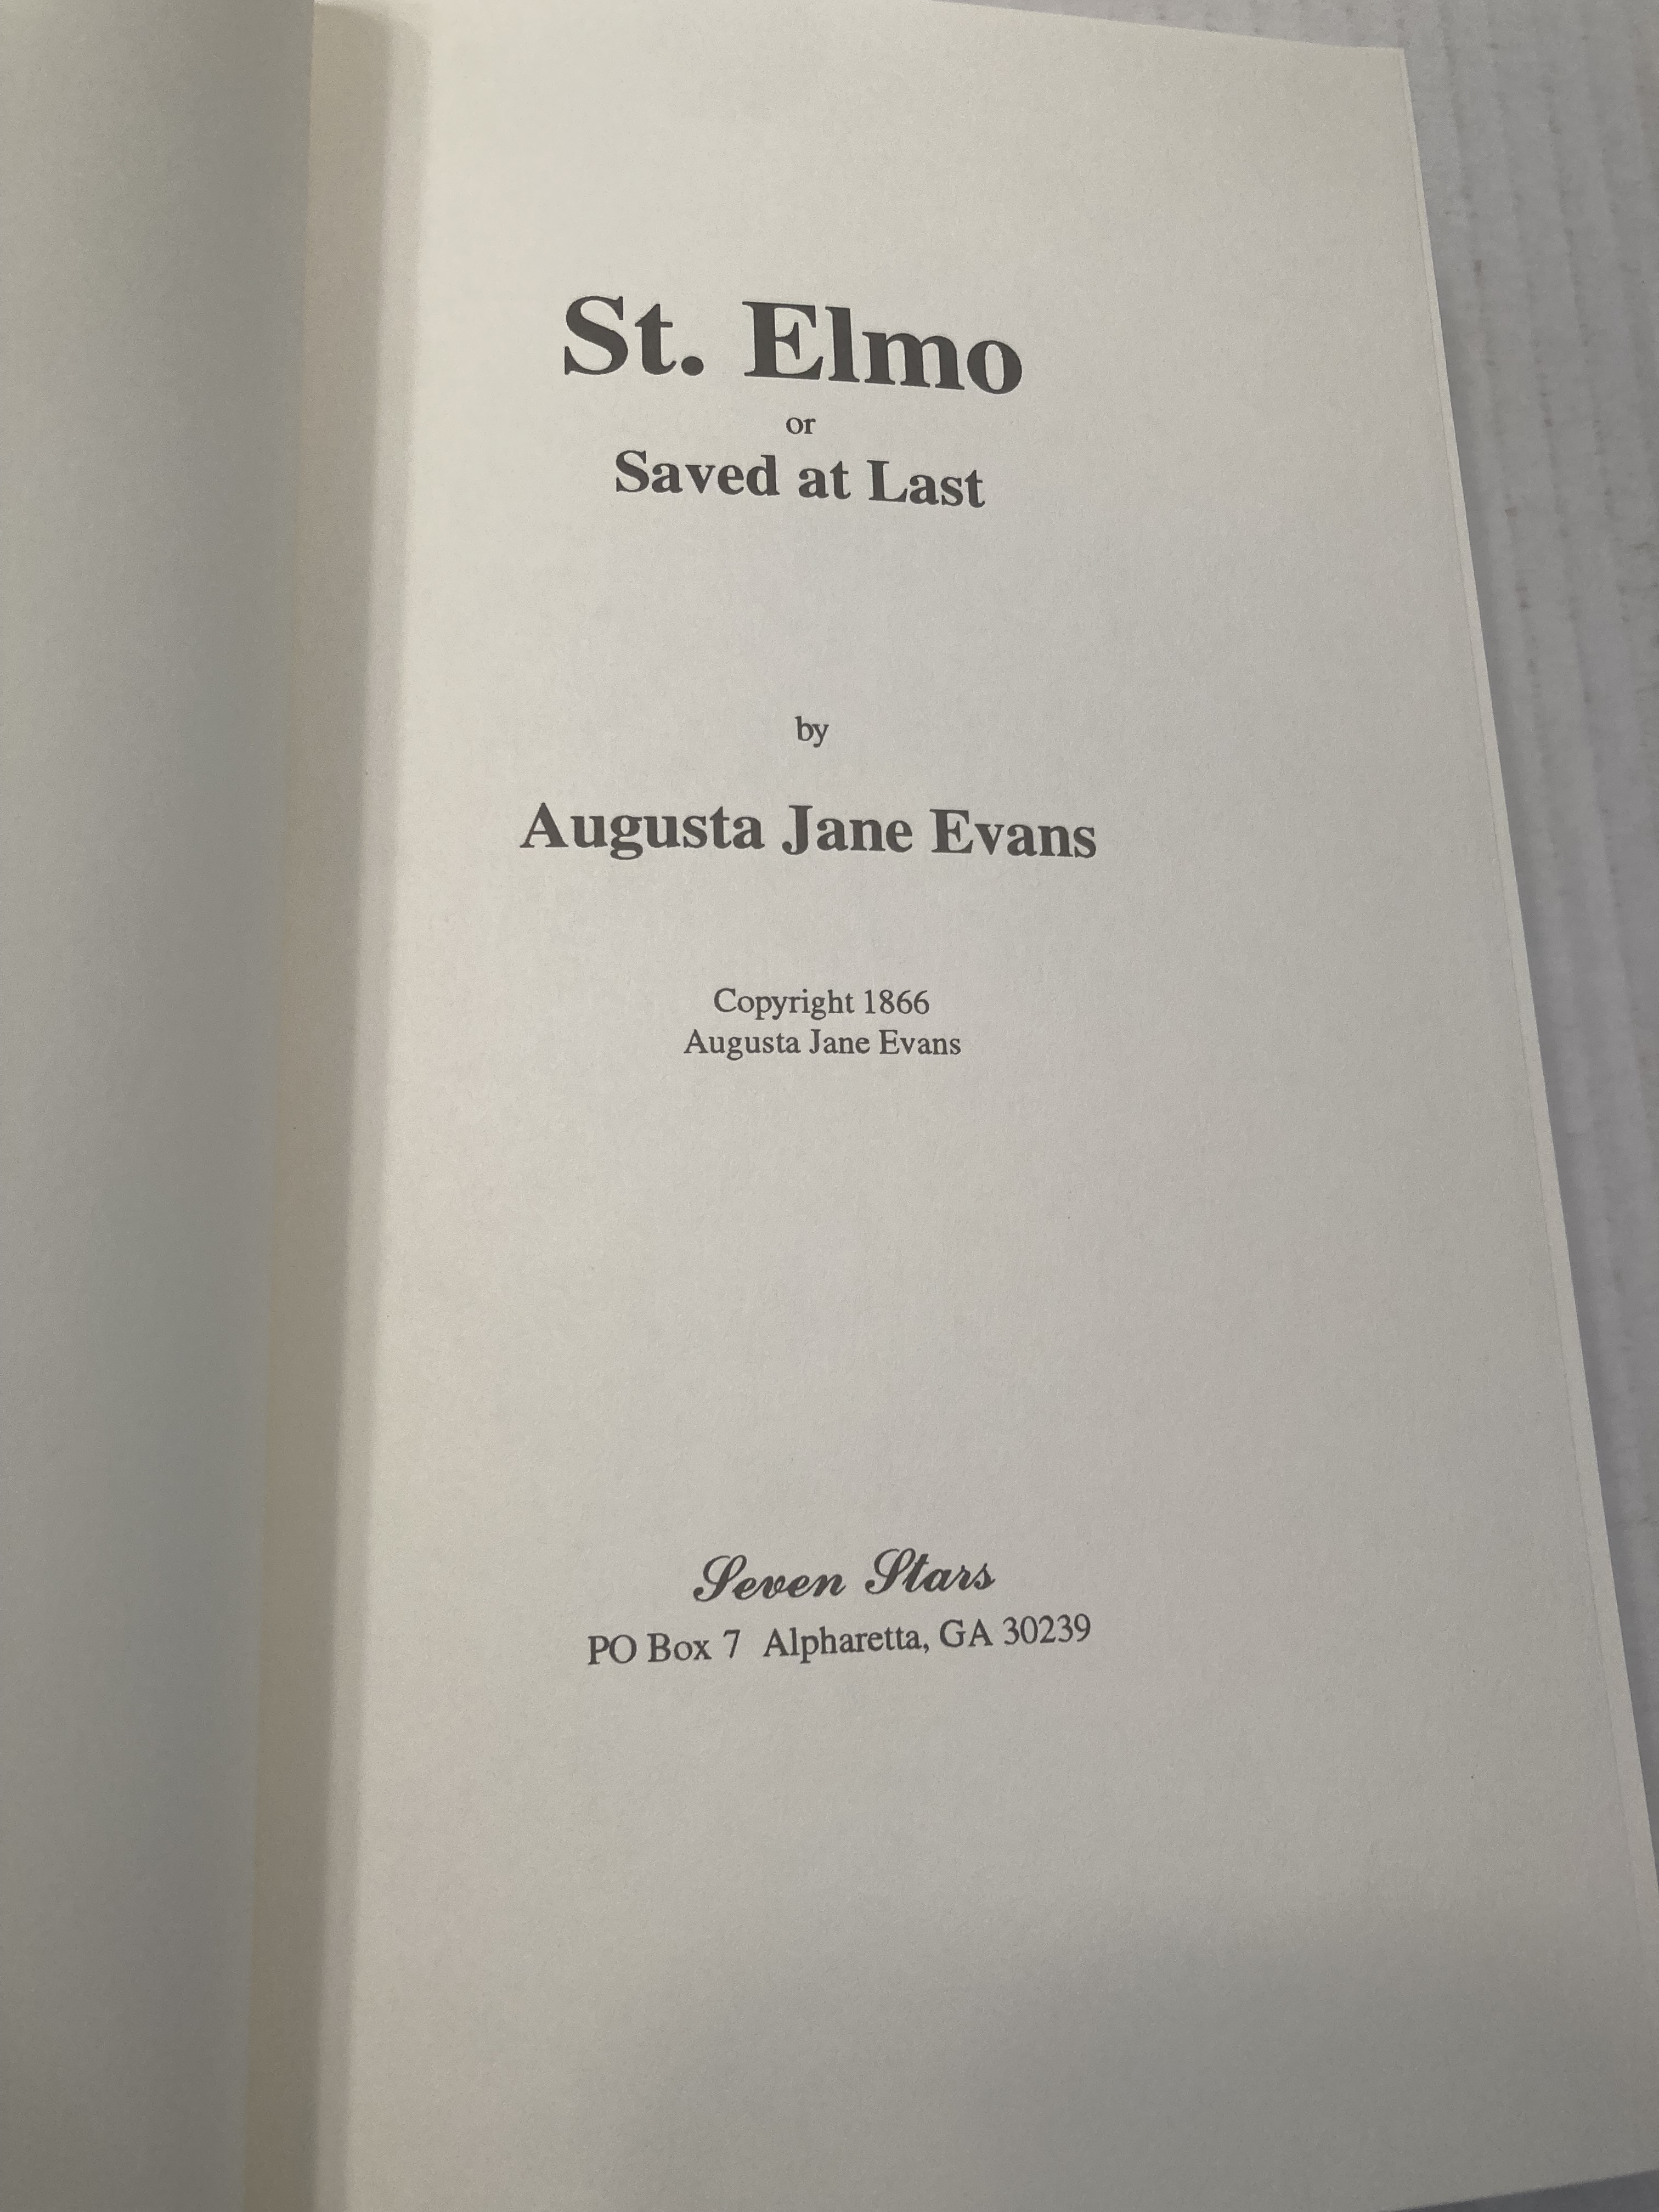 St. Elmo
or
Saved at Last
by
Augusta Jane Evans
Copyright 1866
Augusta Jane Evans
Seven Stars
PO Box 7 Alpharetta, GA 30239